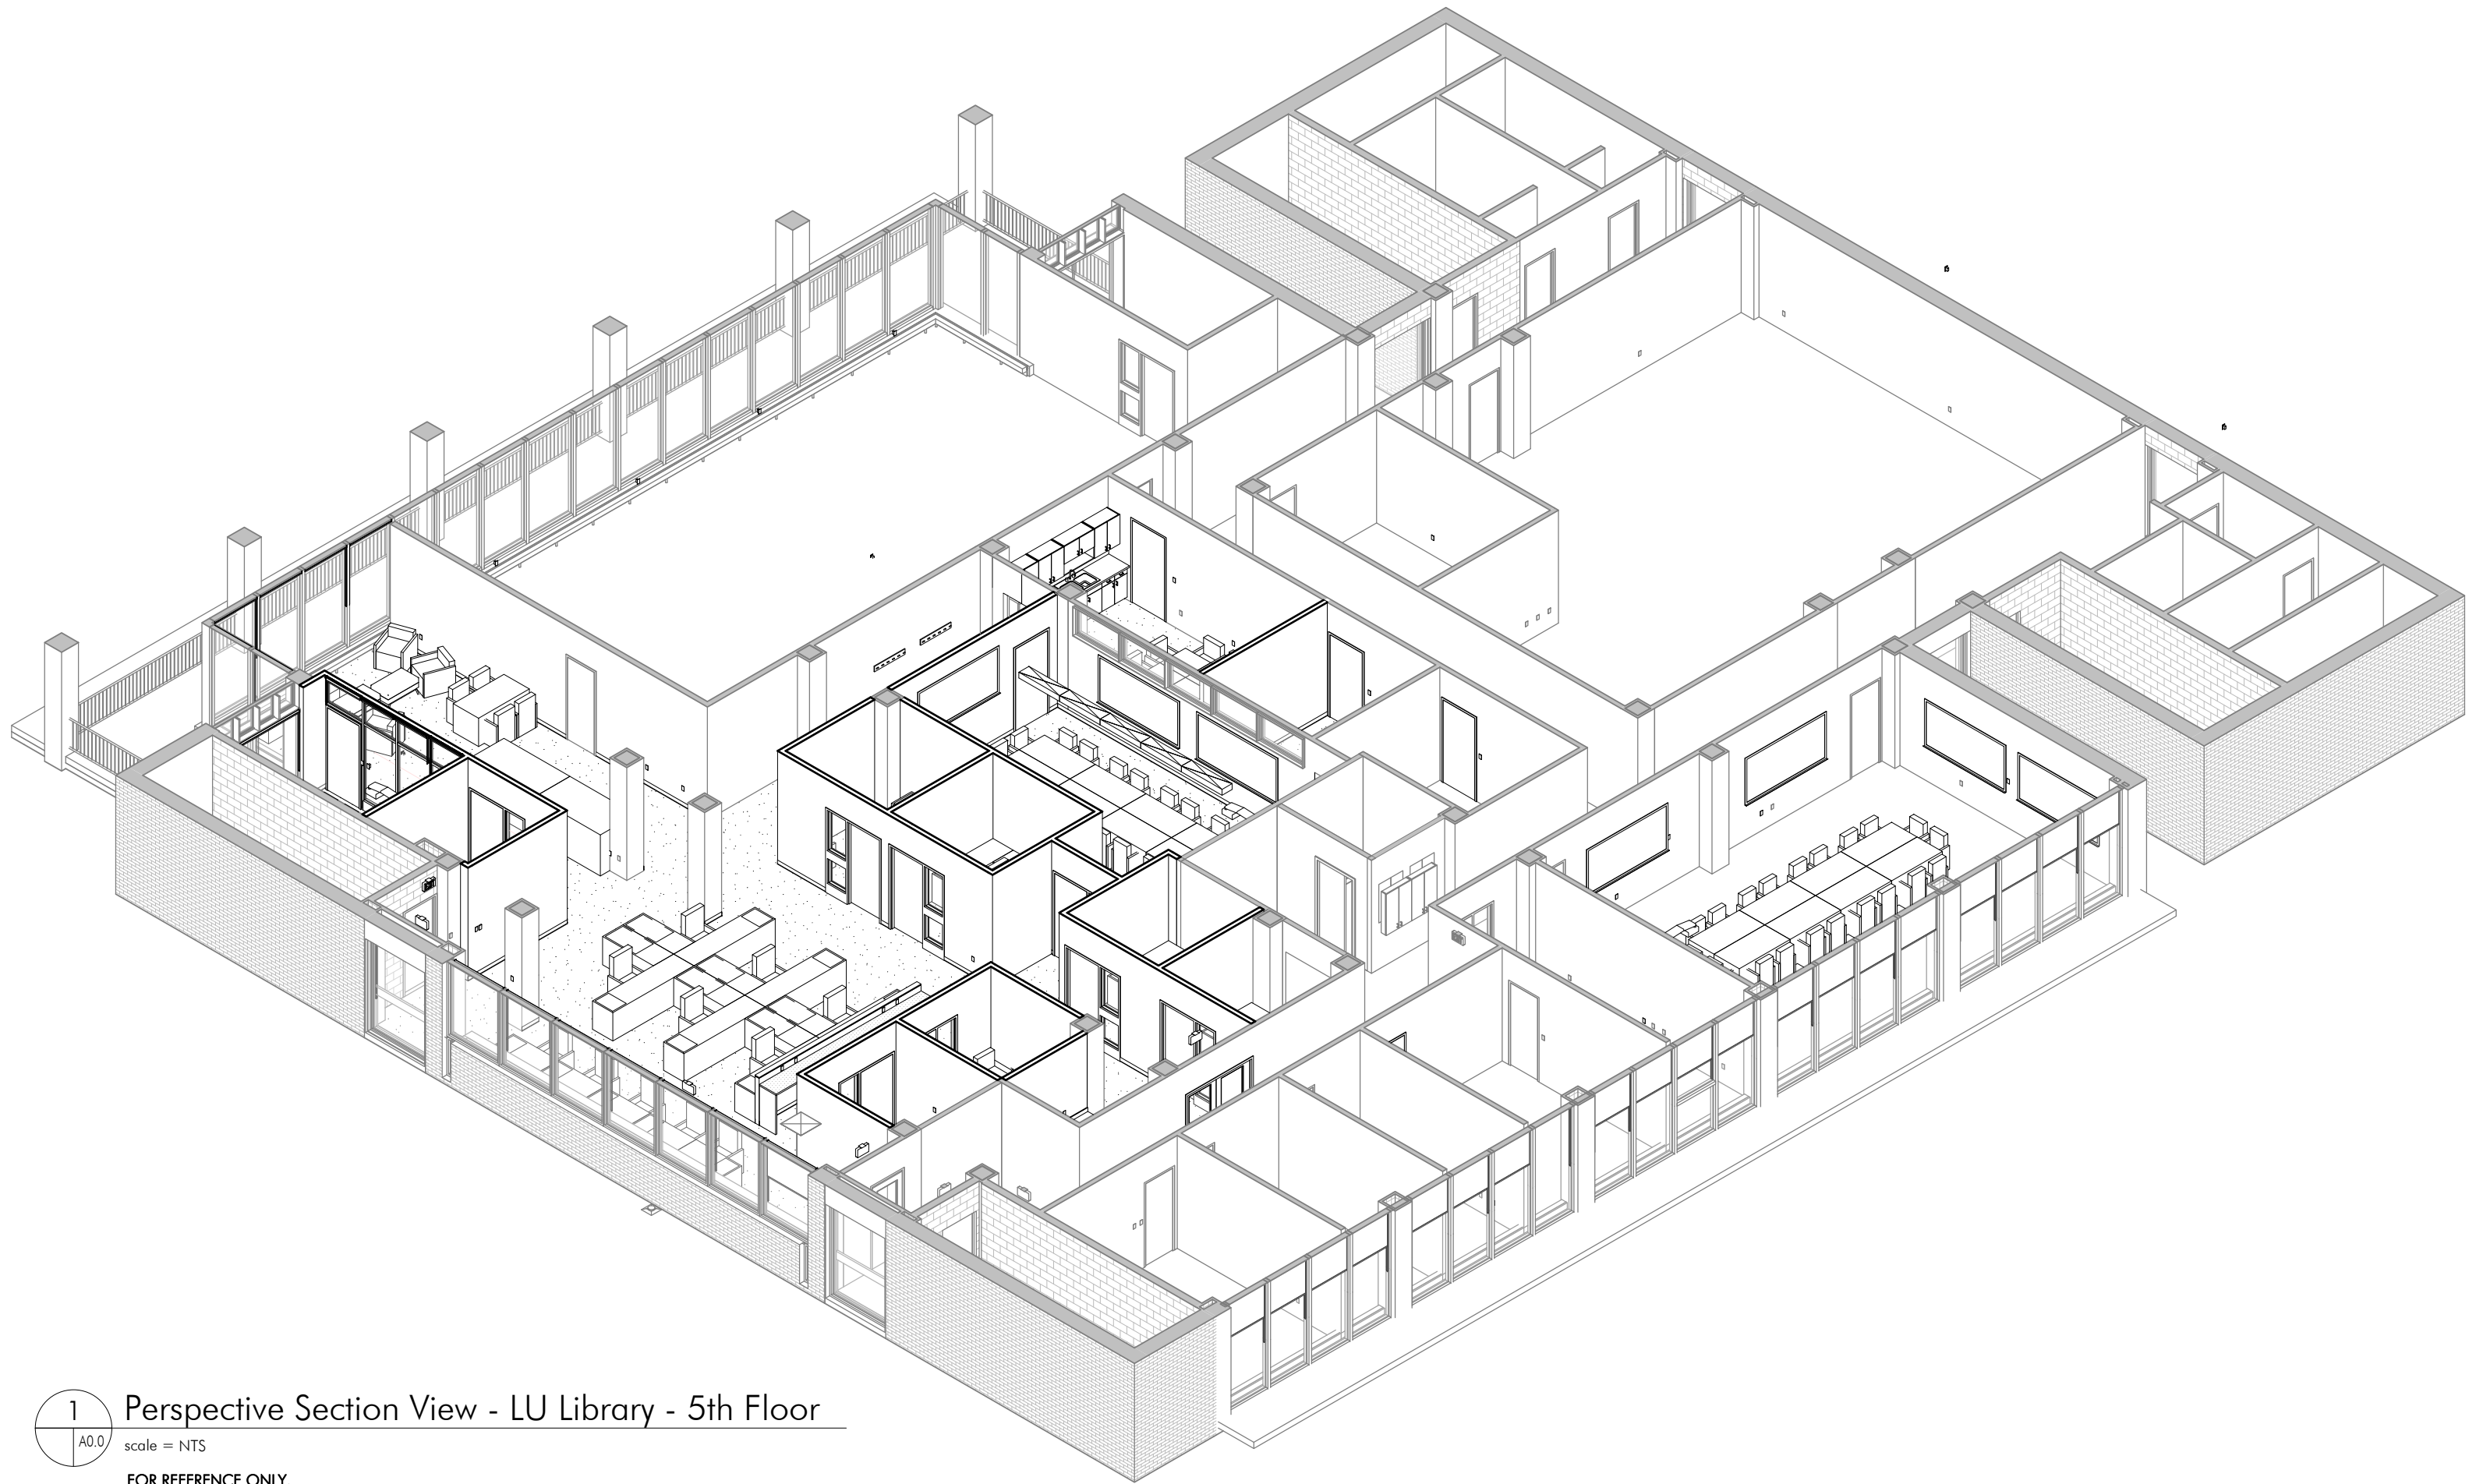 1
Perspective Section View - LU Library - 5th Floor
A0.0
scale = NTS
FOR REFERENCE ONLY